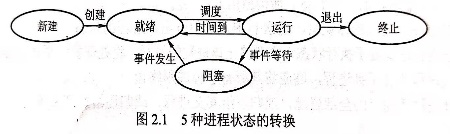 新建 创建 就绪 调度 运行 退出 终止
时间到
事件发生 事件等待
阻塞
图 2.1 5 种进程状态的转换